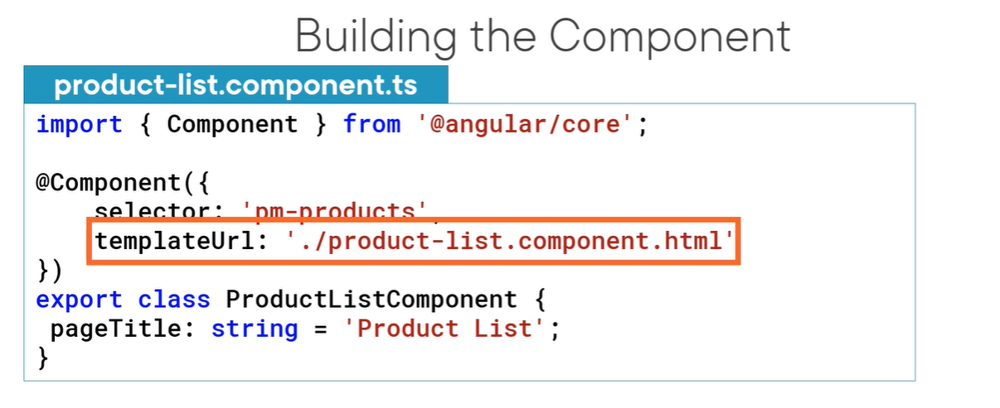 Building the Component
product-list.component.ts
import { Component } from '@angular/core';
@Component({
selector: 'pm-products',
templateUrl: './product-list.component.html'
})
export class ProductListComponent {
pageTitle: string = 'Product List';
}